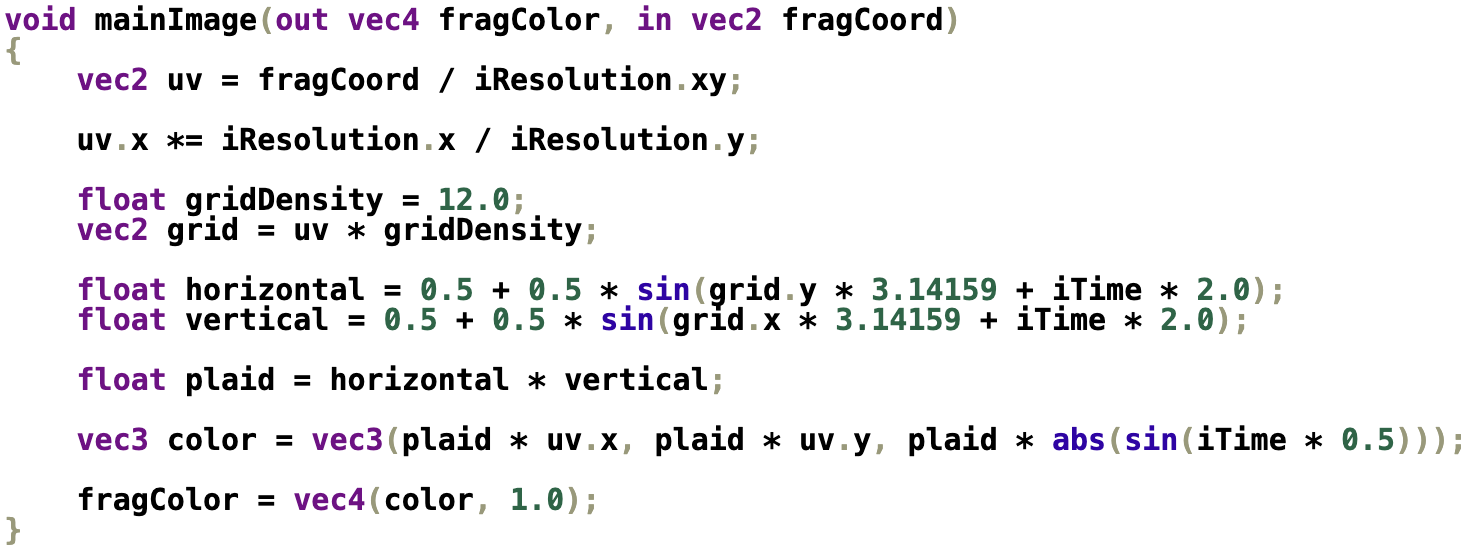 void mainImage(out vec4 fragColor, in vec2 fragCoord)
{
    vec2 uv = fragCoord / iResolution.xy;

    uv.x *= iResolution.x / iResolution.y;

    float gridDensity = 12.0;
    vec2 grid = uv * gridDensity;

    float horizontal = 0.5 + 0.5 * sin(grid.y * 3.14159 + iTime * 2.0);
    float vertical = 0.5 + 0.5 * sin(grid.x * 3.14159 + iTime * 2.0);

    float plaid = horizontal * vertical;

    vec3 color = vec3(plaid * uv.x, plaid * uv.y, plaid * abs(sin(iTime * 0.5)));

    fragColor = vec4(color, 1.0);
}